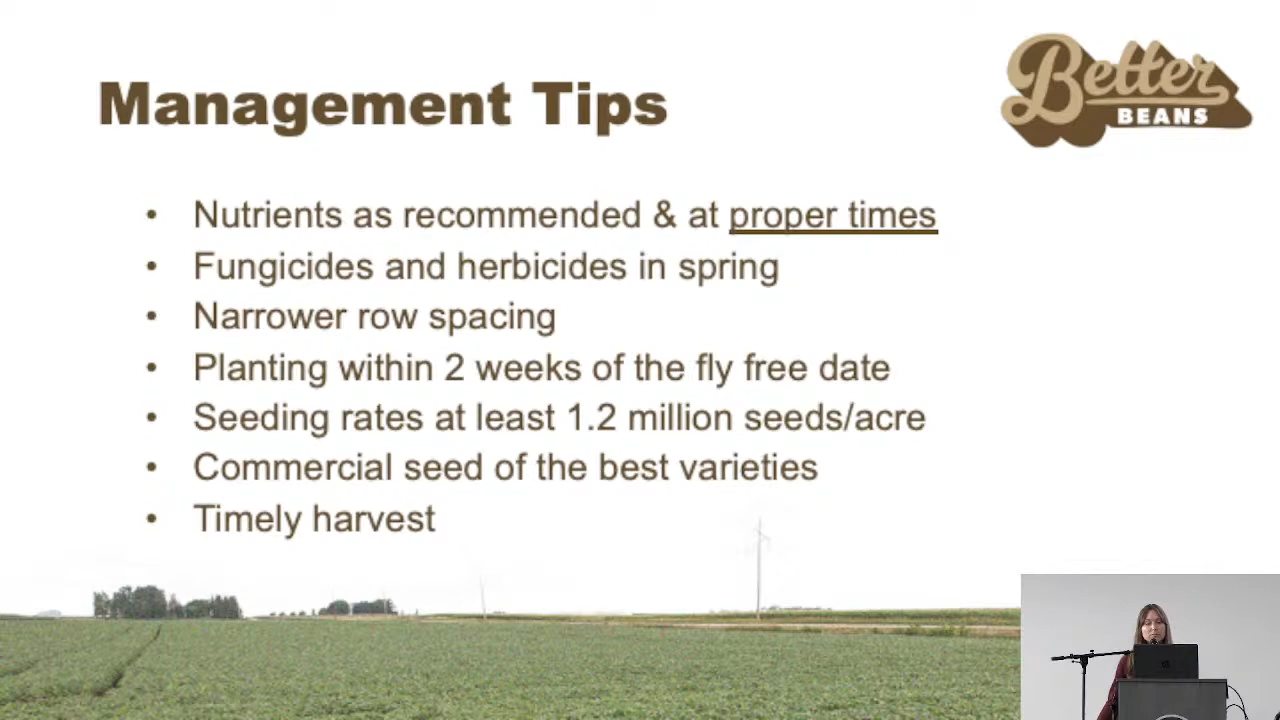 Better
BEANS
Management Tips
• Nutrients as recommended & at proper times
• Fungicides and herbicides in spring
• Narrower row spacing
• Planting within 2 weeks of the fly free date
• Seeding rates at least 1.2 million seeds/acre
• Commercial seed of the best varieties
• Timely harvest